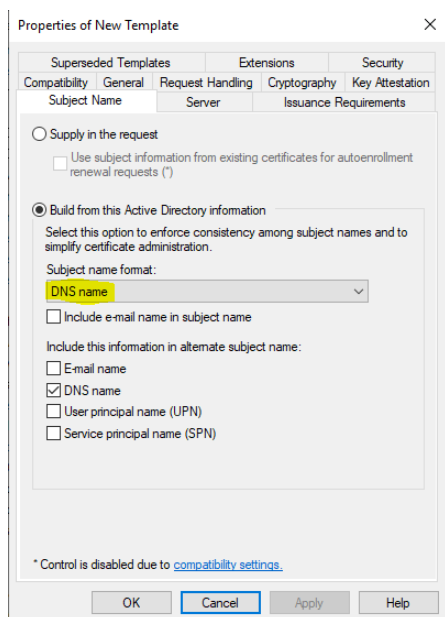 Properties of New Template
Superseded Templates Extensions Security
Compatibility General Request Handling Cryptography Key Attestation
Subject Name Server Issuance Requirements
Supply in the request
Use subject information from existing certificates for autoenrollment
renewal requests (*)
Build from this Active Directory information
Select this option to enforce consistency among subject names and to
simplify certificate administration.
Subject name format:
DNS name
Include e-mail name in subject name
Include this information in alternate subject name:
E-mail name
DNS name
User principal name (UPN)
Service principal name (SPN)
* Control is disabled due to compatibility settings.
OK Cancel Apply Help